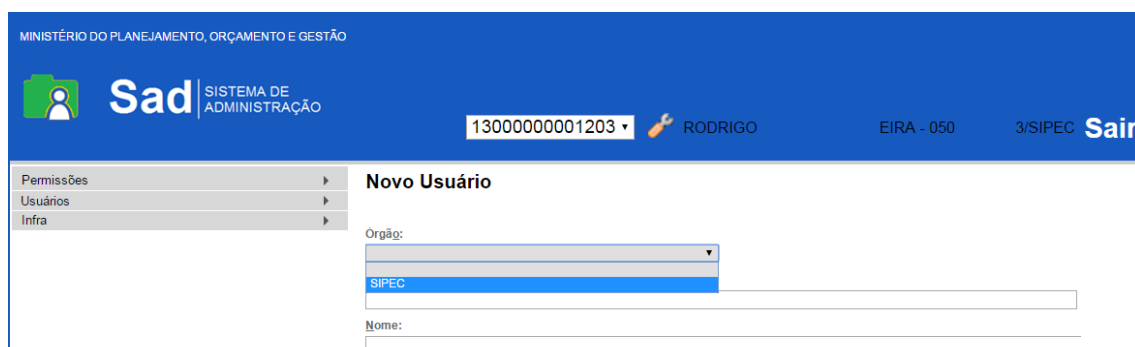 MINISTÉRIO DO PLANEJAMENTO, ORÇAMENTO E GESTÃO
Sad SISTEMA DE
ADMINISTRAÇÃO
13000000001203 RODRIGO EIRA - 050 3/SIPEC Sair
Permissões
Usuários
Infra
Novo Usuário
Órgão:
SIPEC
Nome: